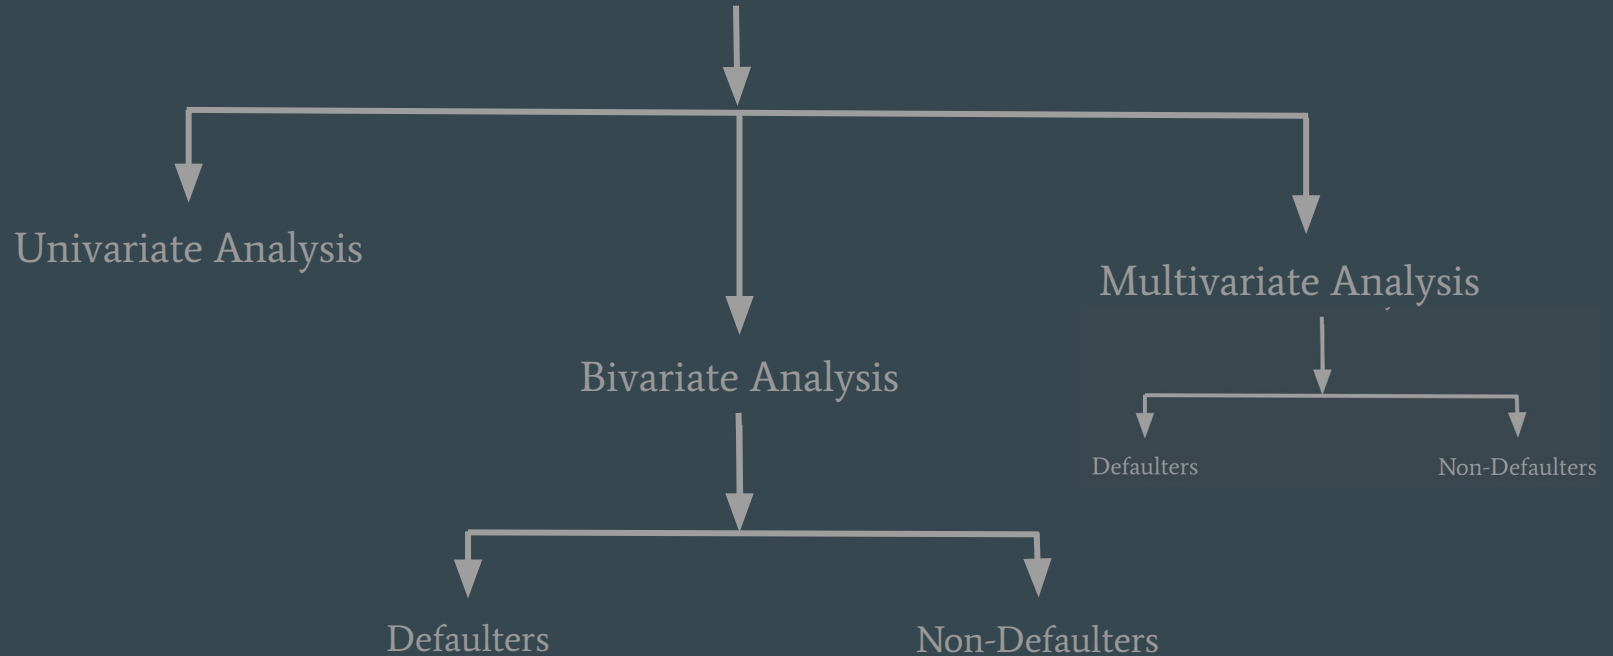 Univariate Analysis
Multivariate Analysis
Bivariate Analysis
Defaulters
Non-Defaulters
Defaulters
Non-Defaulters